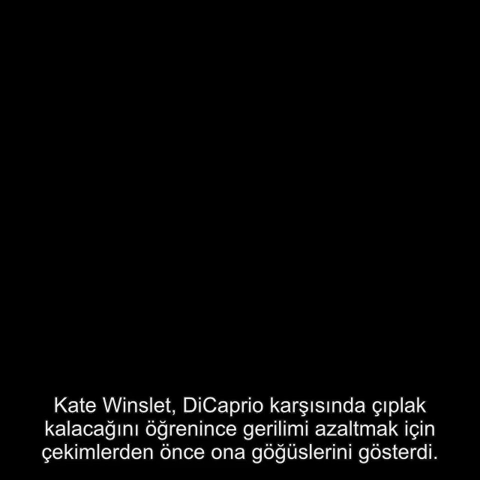 Kate Winslet, DiCaprio karşısında çıplak
kalacağını öğrenince gerilimi azaltmak için
çekimlerden önce ona göğüslerini gösterdi.